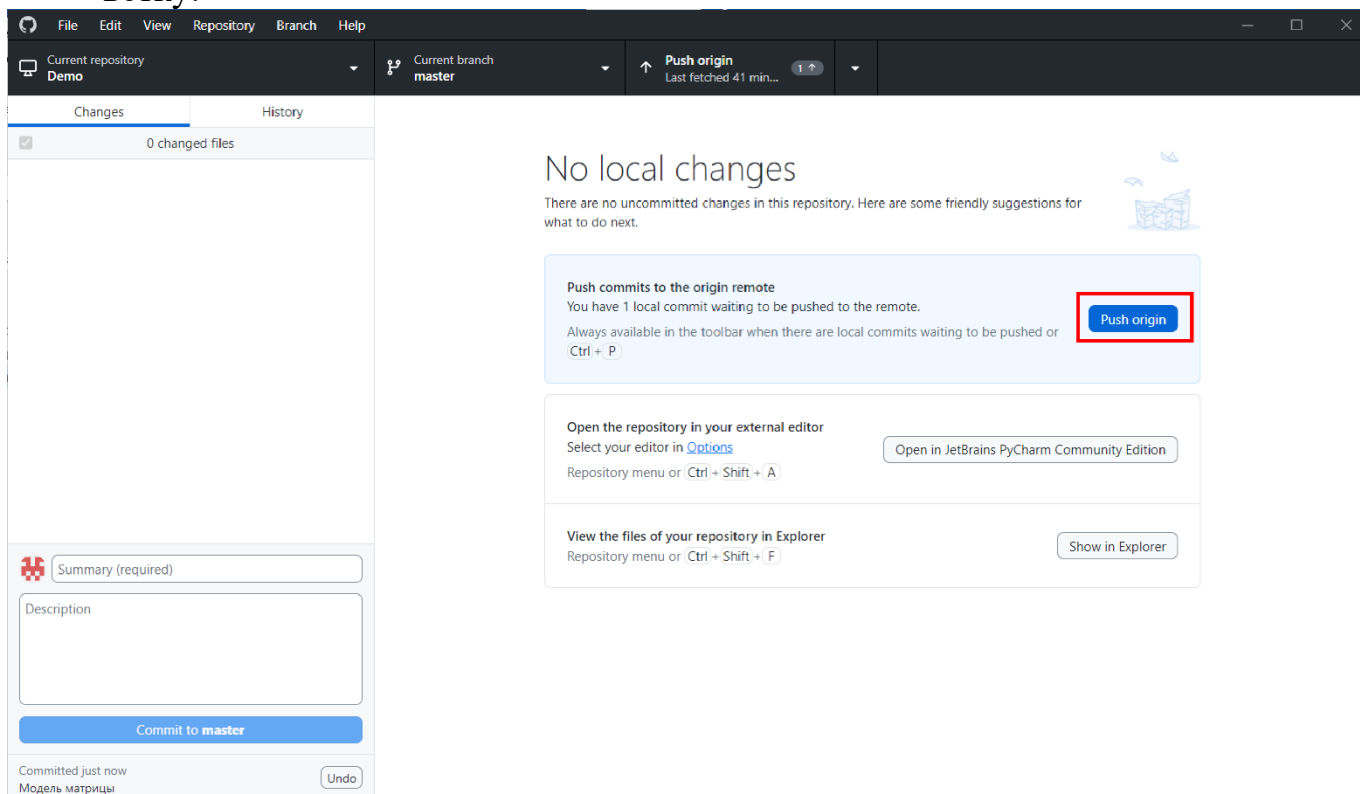 File Edit View Repository Branch Help
Current repository
Demo
Current branch
master
Push origin
Last fetched 41 min...
1
Changes History
0 changed files
No local changes
There are no uncommitted changes in this repository. Here are some friendly suggestions for
what to do next.
Push commits to the origin remote
You have 1 local commit waiting to be pushed to the remote.
Always available in the toolbar when there are local commits waiting to be pushed or
Ctrl + P
Push origin
Open the repository in your external editor
Select your editor in Options
Repository menu or Ctrl + Shift + A
Open in JetBrains PyCharm Community Edition
View the files of your repository in Explorer
Repository menu or Ctrl + Shift + F
Show in Explorer
Summary (required)
Description
Commit to master
Committed just now
Модель матрицы
Undo